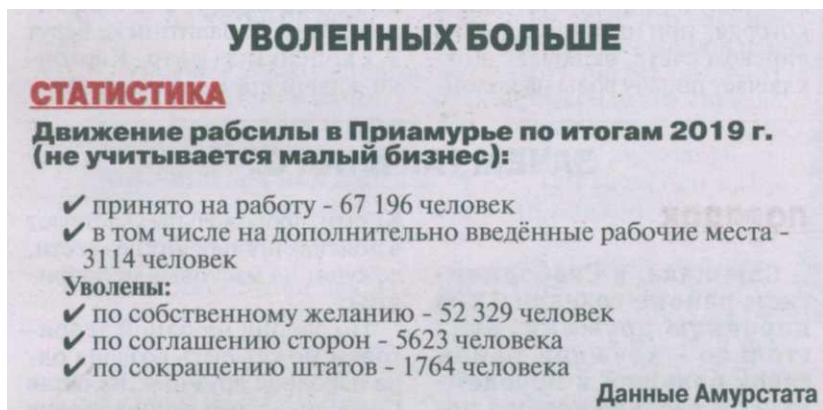 УВОЛЕННЫХ БОЛЬШЕ
СТАТИСТИКА
Движение рабсилы в Приамурье по итогам 2019 г.
(не учитывается малый бизнес):
✔ принято на работу - 67 196 человек
✔ в том числе на дополнительно введённые рабочие места -
3114 человек
Уволены:
✔ по собственному желанию - 52 329 человек
✔ по соглашению сторон - 5623 человека
✔ по сокращению штатов - 1764 человека
Данные Амурстата